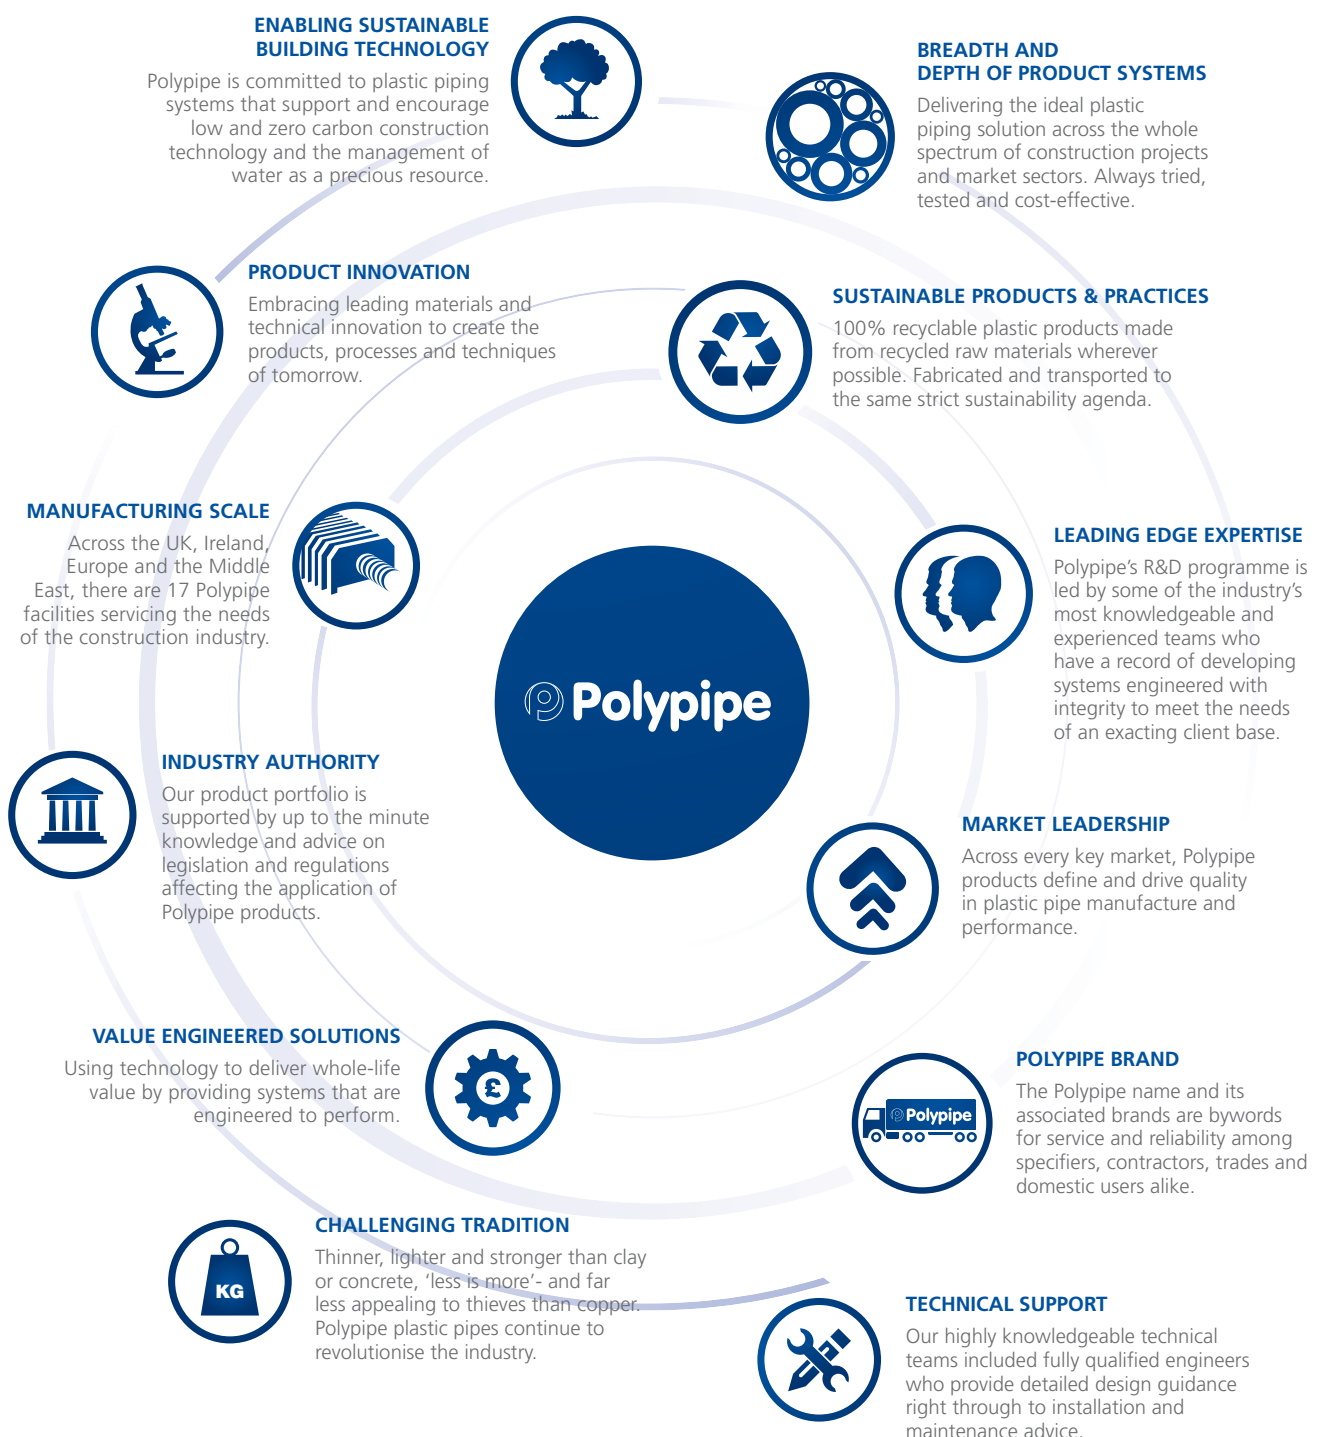 ENABLING SUSTAINABLE
BUILDING TECHNOLOGY
Polypipe is committed to plastic piping
systems that support and encourage
low and zero carbon construction
technology and the management of
water as a precious resource.
BREADTH AND
DEPTH OF PRODUCT SYSTEMS
Delivering the ideal plastic
piping solution across the whole
spectrum of construction projects
and market sectors. Always tried,
tested and cost-effective.
PRODUCT INNOVATION
Embracing leading materials and
technical innovation to create the
products, processes and techniques
of tomorrow.
SUSTAINABLE PRODUCTS & PRACTICES
100% recyclable plastic products made
from recycled raw materials wherever
possible. Fabricated and transported to
the same strict sustainability agenda.
MANUFACTURING SCALE
Across the UK, Ireland,
Europe and the Middle
East, there are 17 Polypipe
facilities servicing the needs
of the construction industry.
LEADING EDGE EXPERTISE
Polypipe's R&D programme is
led by some of the industry's
most knowledgeable and
experienced teams who
have a record of developing
systems engineered with
integrity to meet the needs
of an exacting client base.
Polypipe
INDUSTRY AUTHORITY
Our product portfolio is
supported by up to the minute
knowledge and advice on
legislation and regulations
affecting the application of
Polypipe products.
MARKET LEADERSHIP
Across every key market, Polypipe
products define and drive quality
in plastic pipe manufacture and
performance.
VALUE ENGINEERED SOLUTIONS
Using technology to deliver whole-life
value by providing systems that are
engineered to perform.
£
POLYPIPE BRAND
The Polypipe name and its
associated brands are bywords
for service and reliability among
specifiers, contractors, trades and
domestic users alike.
Polypipe
CHALLENGING TRADITION
Thinner, lighter and stronger than clay
or concrete, 'less is more'- and far
less appealing to thieves than copper.
Polypipe plastic pipes continue to
revolutionise the industry.
KG
TECHNICAL SUPPORT
Our highly knowledgeable technical
teams included fully qualified engineers
who provide detailed design guidance
right through to installation and
maintenance advice.